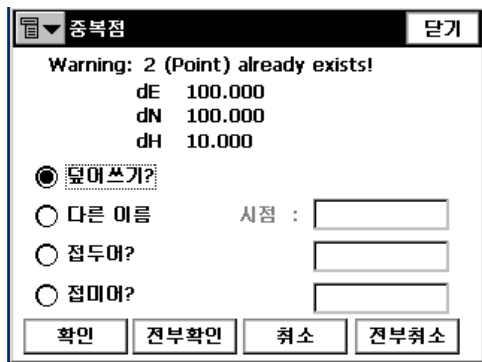 중복점 닫기
Warning: 2 (Point) already exists!
dE 100.000
dN 100.000
dH 10.000
덮어쓰기?
다른 이름 시점 :
접두어?
접미어?
확인 전부확인 취소 전부취소